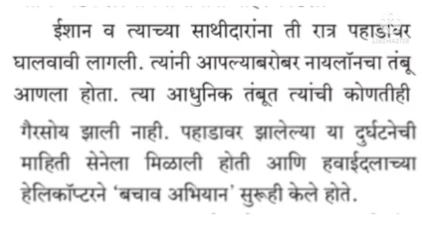 ईशान व त्याच्या साथीदारांना ती रात्र पहाडावर
घालवावी लागली. त्यांनी आपल्याबरोबर नायलॉनचा तंबू
आणला होता. त्या आधुनिक तंबूत त्यांची कोणतीही
गैरसोय झाली नाही. पहाडावर झालेल्या या दुर्घटनेची
माहिती सेनेला मिळाली होती आणि हवाईदलाच्या
हेलिकॉप्टरने ‘बचाव अभियान’ सुरूही केले होते.